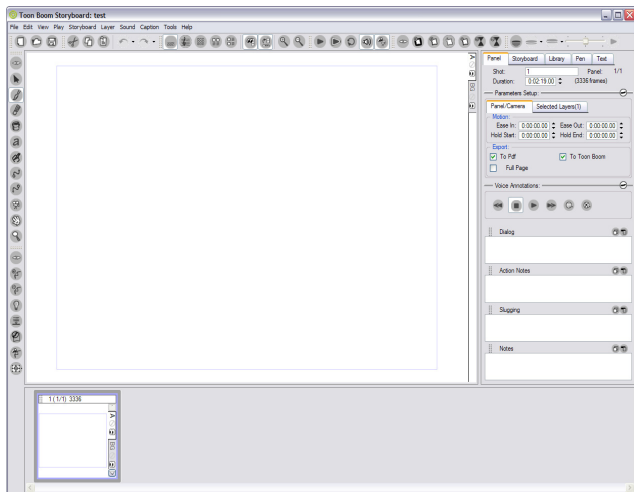 Toon Boom Storyboard: test
File Edit View Play Storyboard Layer Sound Caption Tools Help
Panel Storyboard Library Pen Text
Shot: 1 Panel: 1/1
Duration: 0:02:19.00 (3336 frames)
Parameters Setup:
Panel/Camera Selected Layers(1)
Motion:
Ease In: 0:00:00.00 Ease Out: 0:00:00.00
Hold Start: 0:00:00.00 Hold End: 0:00:00.00
Export:
To Pdf To Toon Boom
Full Page
Voice Annotations:
Dialog
Action Notes
Slugging
Notes
A
BG
1 (1/1) 3336
A
BG